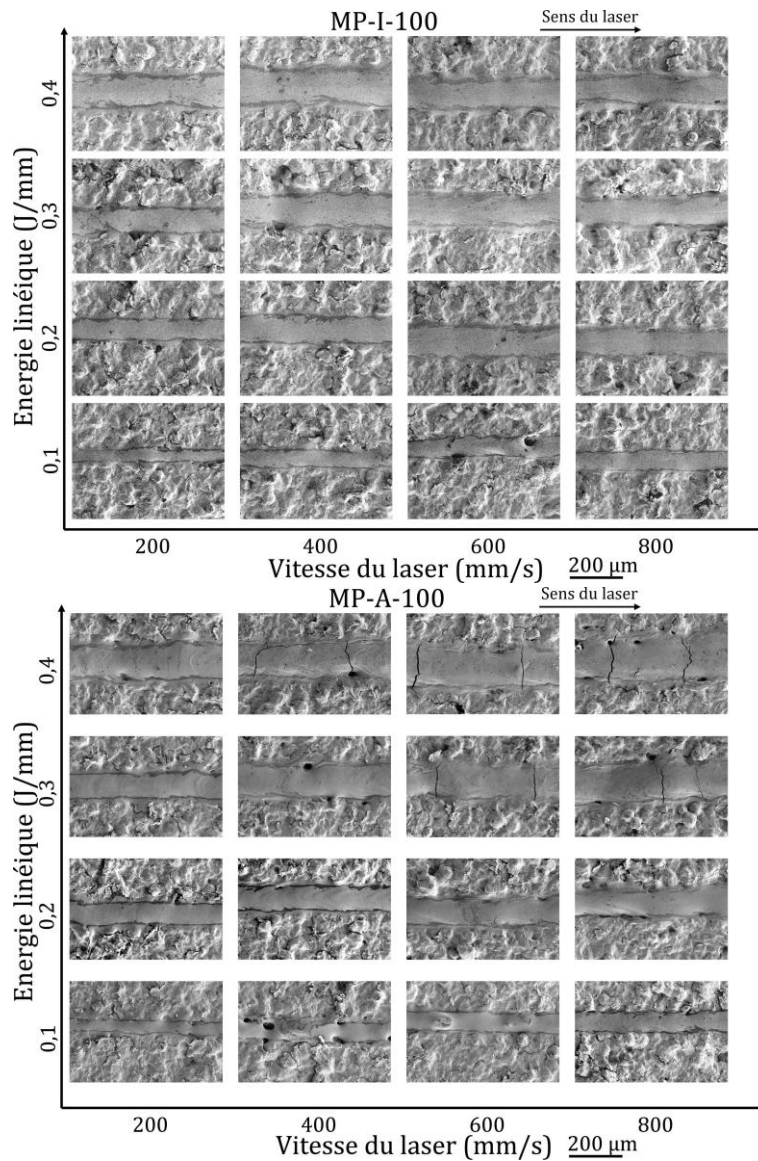 MP-I-100
Sens du laser
Energie linéique (J/mm)
0,4
0,3
0,2
0,1
200 400 600 800
Vitesse du laser (mm/s)
200 µm
MP-A-100
Sens du laser
Energie linéique (J/mm)
0,4
0,3
0,2
0,1
200 400 600 800
Vitesse du laser (mm/s)
200 µm